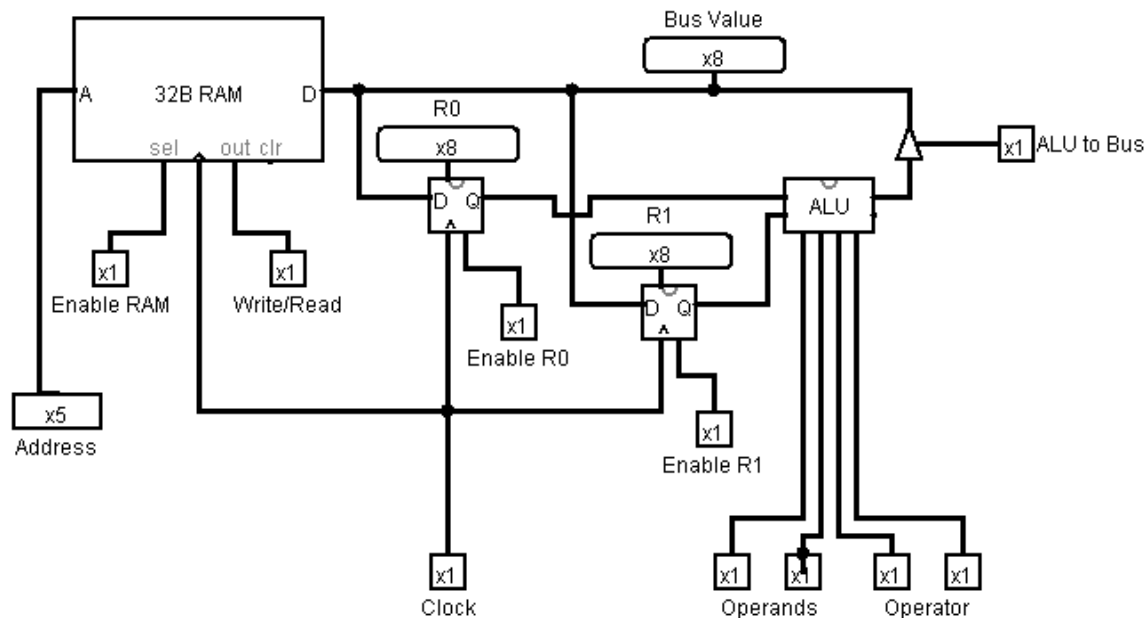 Bus Value
x8
A
32B RAM
D
R0
x8
sel
out clr
x1
ALU to Bus
D Q
ALU
R1
x8
x1
x1
Enable RAM
Write/Read
D Q
x1
Enable R0
x5
Address
x1
Enable R1
x1
x1
x1
x1
x1
Clock
Operands
Operator